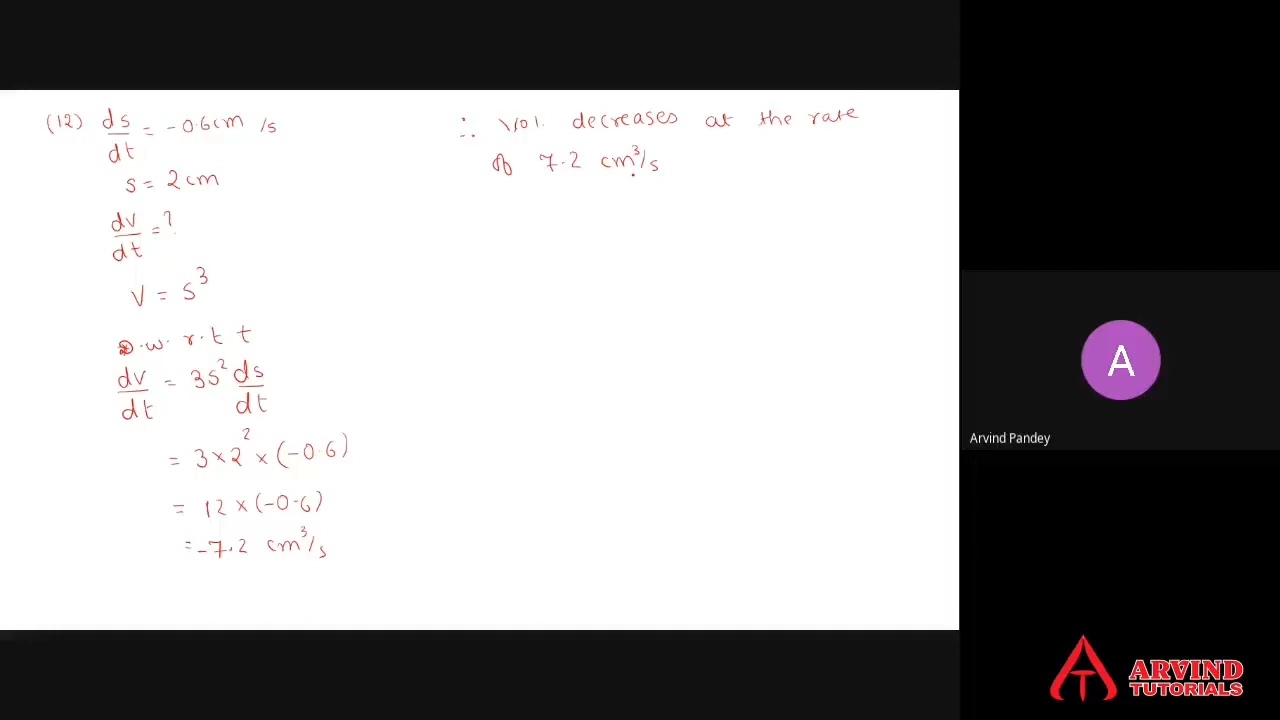 (12) ds/dt = -0.6cm /s
s = 2cm
dv/dt = ?
V = s³
D.w.r.t t
dv/dt = 3s² ds/dt
= 3×2² × (-0.6)
= 12 × (-0.6)
= -7.2 cm³/s
∴ Vol. decreases at the rate
of 7.2 cm³/s
A
Arvind Pandey
ARVIND
TUTORIALS